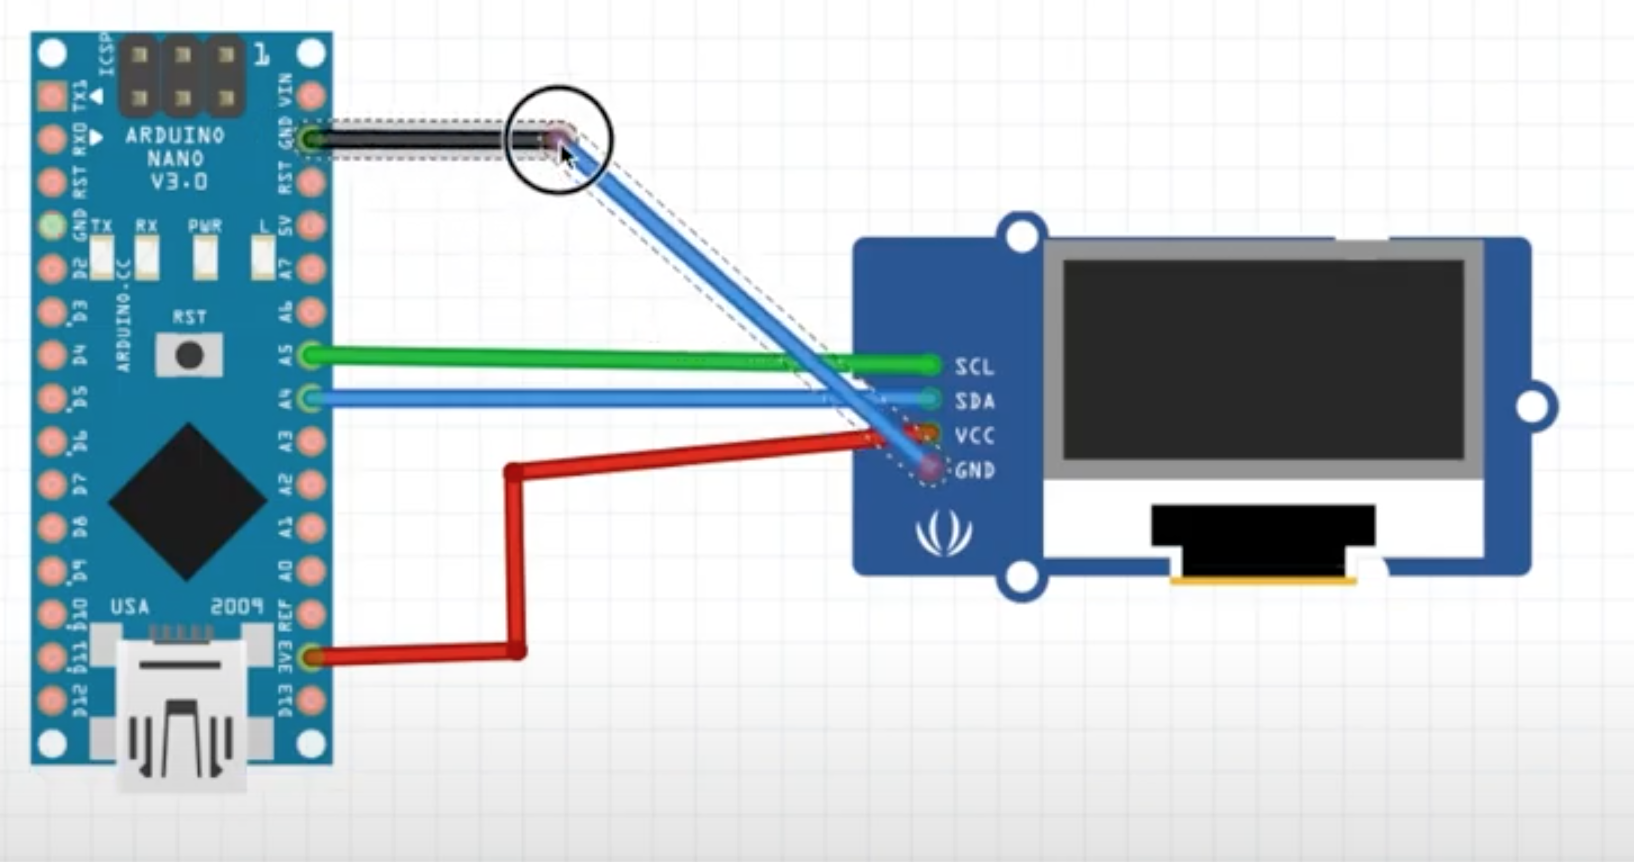 ICSP
1
TX1
RX0
RST
GND
D2
D3
D4
D5
D6
D7
D8
D9
D10
D11
D12
ARDUINO
NANO
V3.0
TX
RX
PWR
L
ARDUINO.CC
RST
USA
2009
VIN
GND
RST
5V
A7
A6
A5
A4
A3
A2
A1
A0
REF
3V3
D13
SCL
SDA
VCC
GND